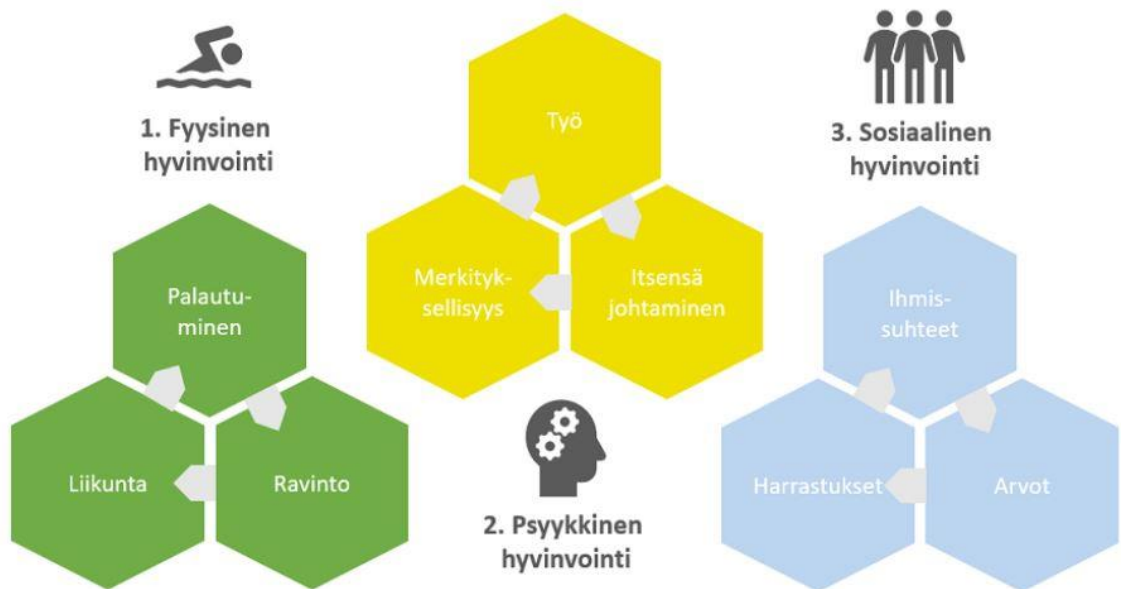 1. Fyysinen
hyvinvointi
Palautu-
minen
Liikunta
Ravinto
Työ
Merkityk-
sellisyys
Itsensä
johtaminen
2. Psyykkinen
hyvinvointi
3. Sosiaalinen
hyvinvointi
Ihmis-
suhteet
Harrastukset
Arvot